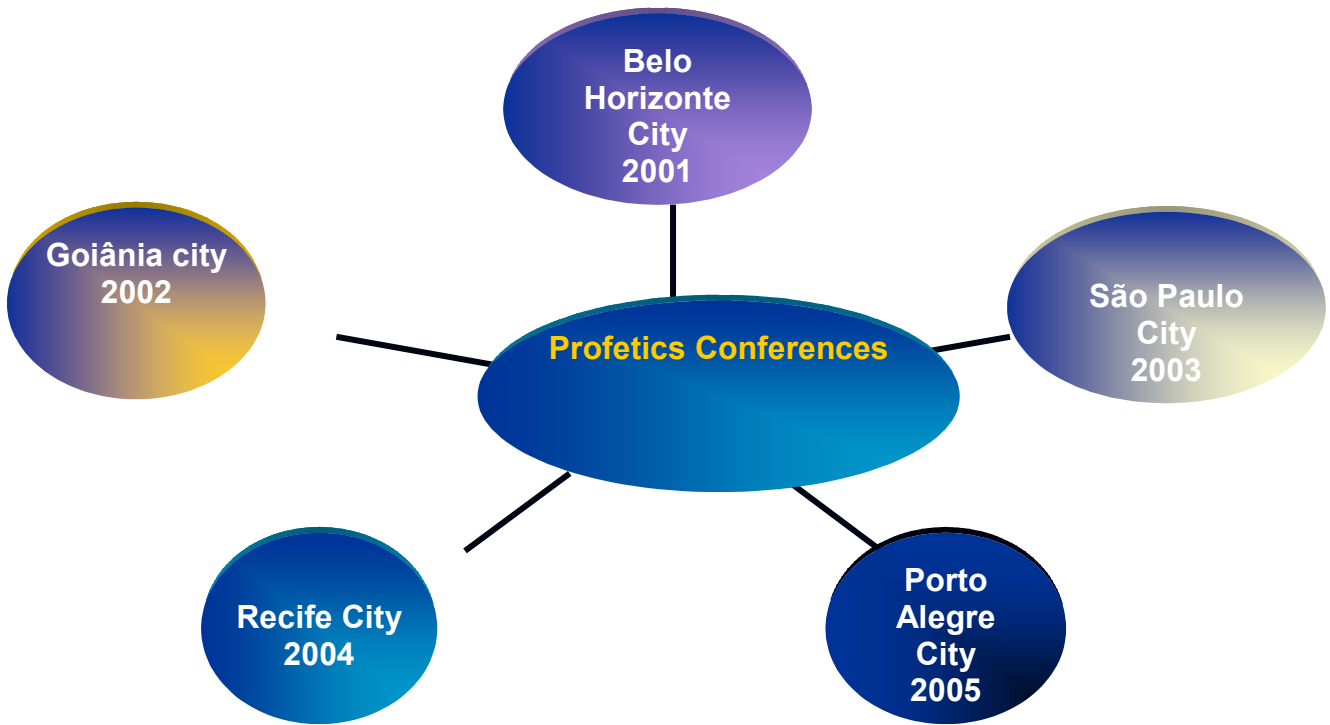 Belo
Horizonte
City
2001
Goiânia city
2002
São Paulo
City
2003
Profetics Conferences
Recife City
2004
Porto
Alegre
City
2005